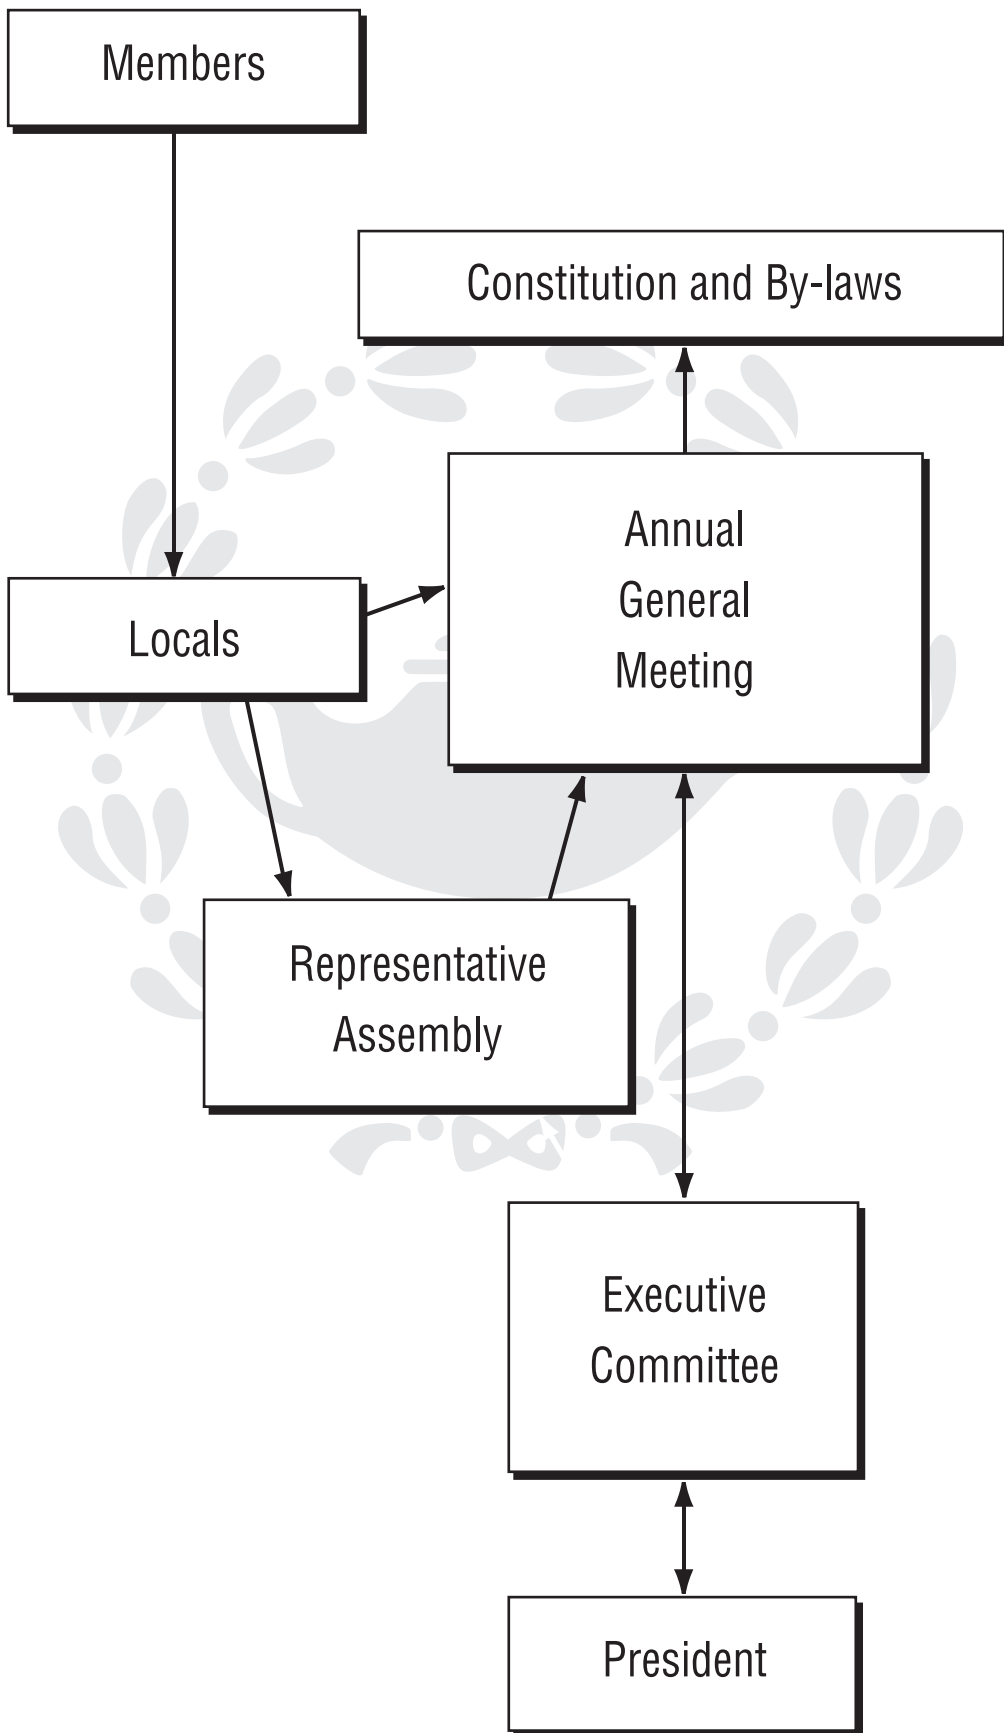 Members
Constitution and By-laws
Annual
General
Meeting
Locals
Representative
Assembly
Executive
Committee
President